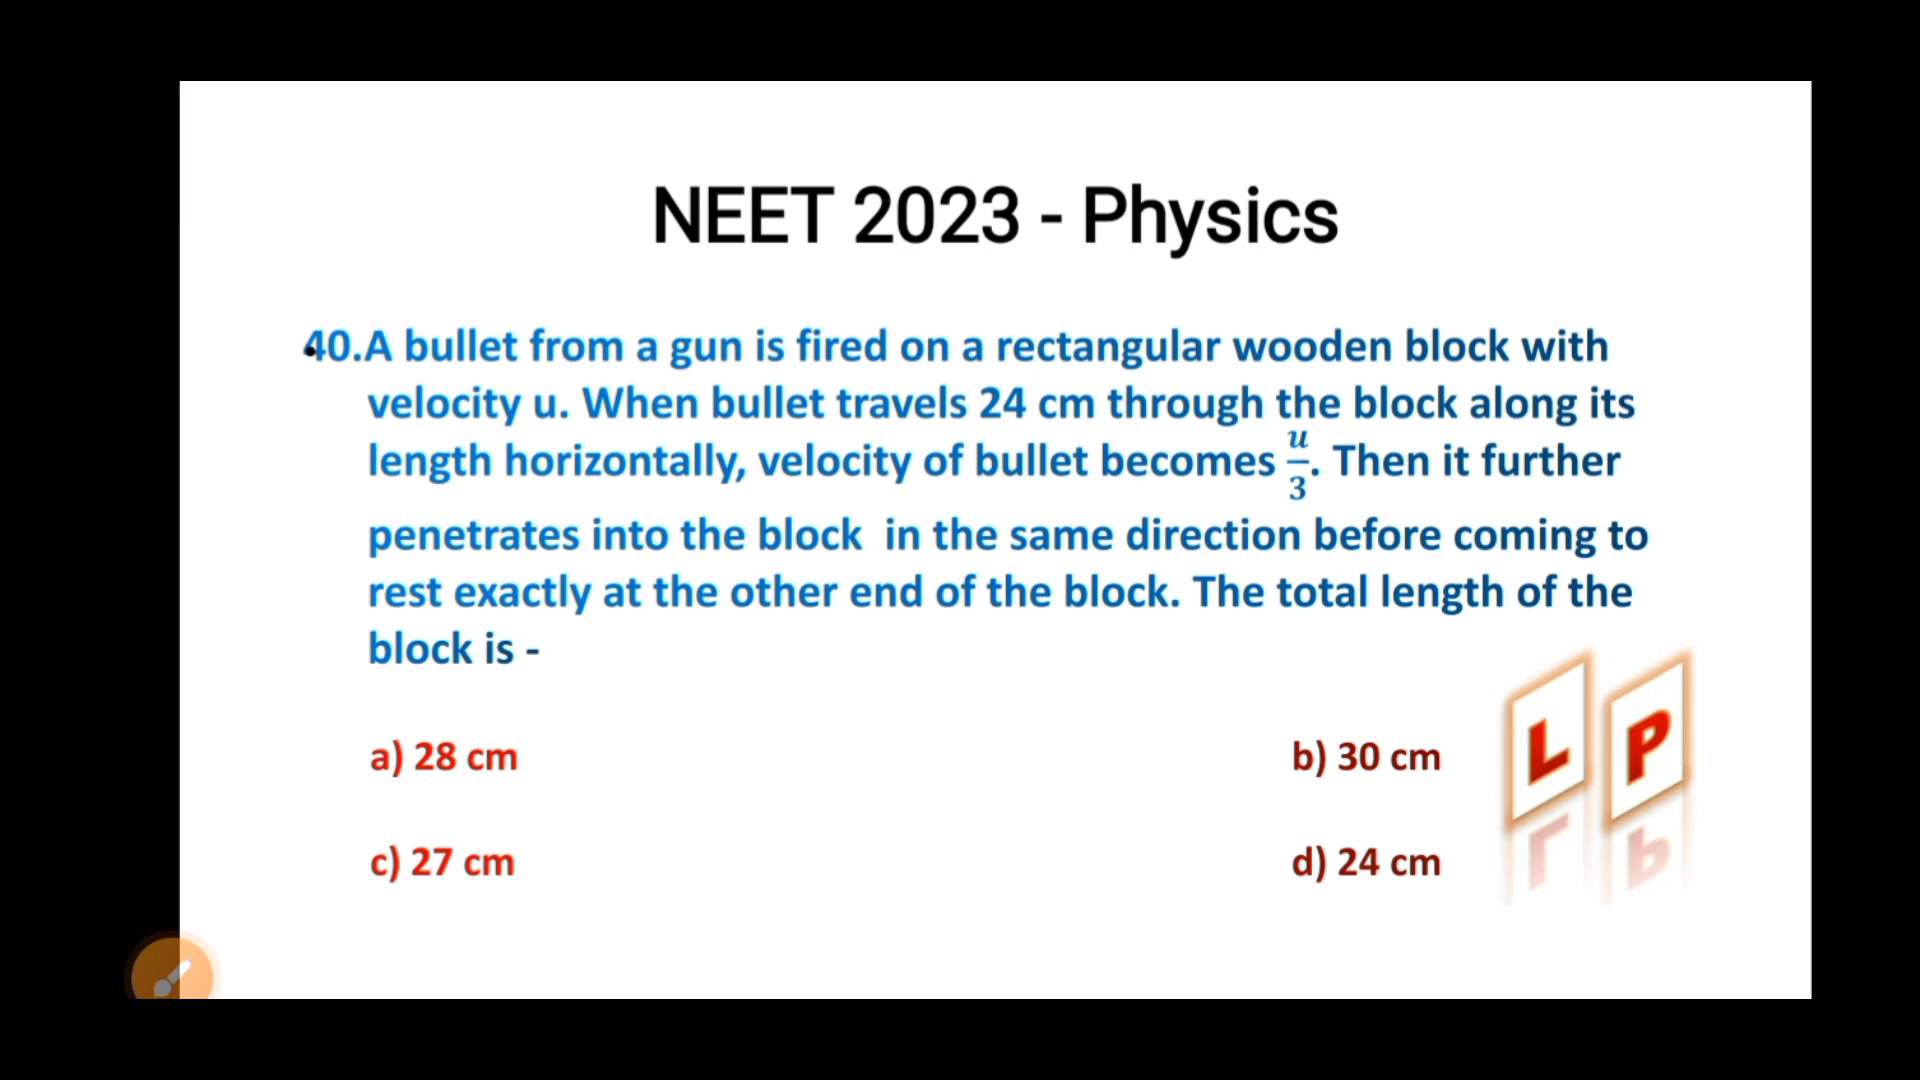 NEET 2023 - Physics
40.A bullet from a gun is fired on a rectangular wooden block with
velocity u. When bullet travels 24 cm through the block along its
length horizontally, velocity of bullet becomes u/3. Then it further
penetrates into the block in the same direction before coming to
rest exactly at the other end of the block. The total length of the
block is -
a) 28 cm b) 30 cm
c) 27 cm d) 24 cm
L P